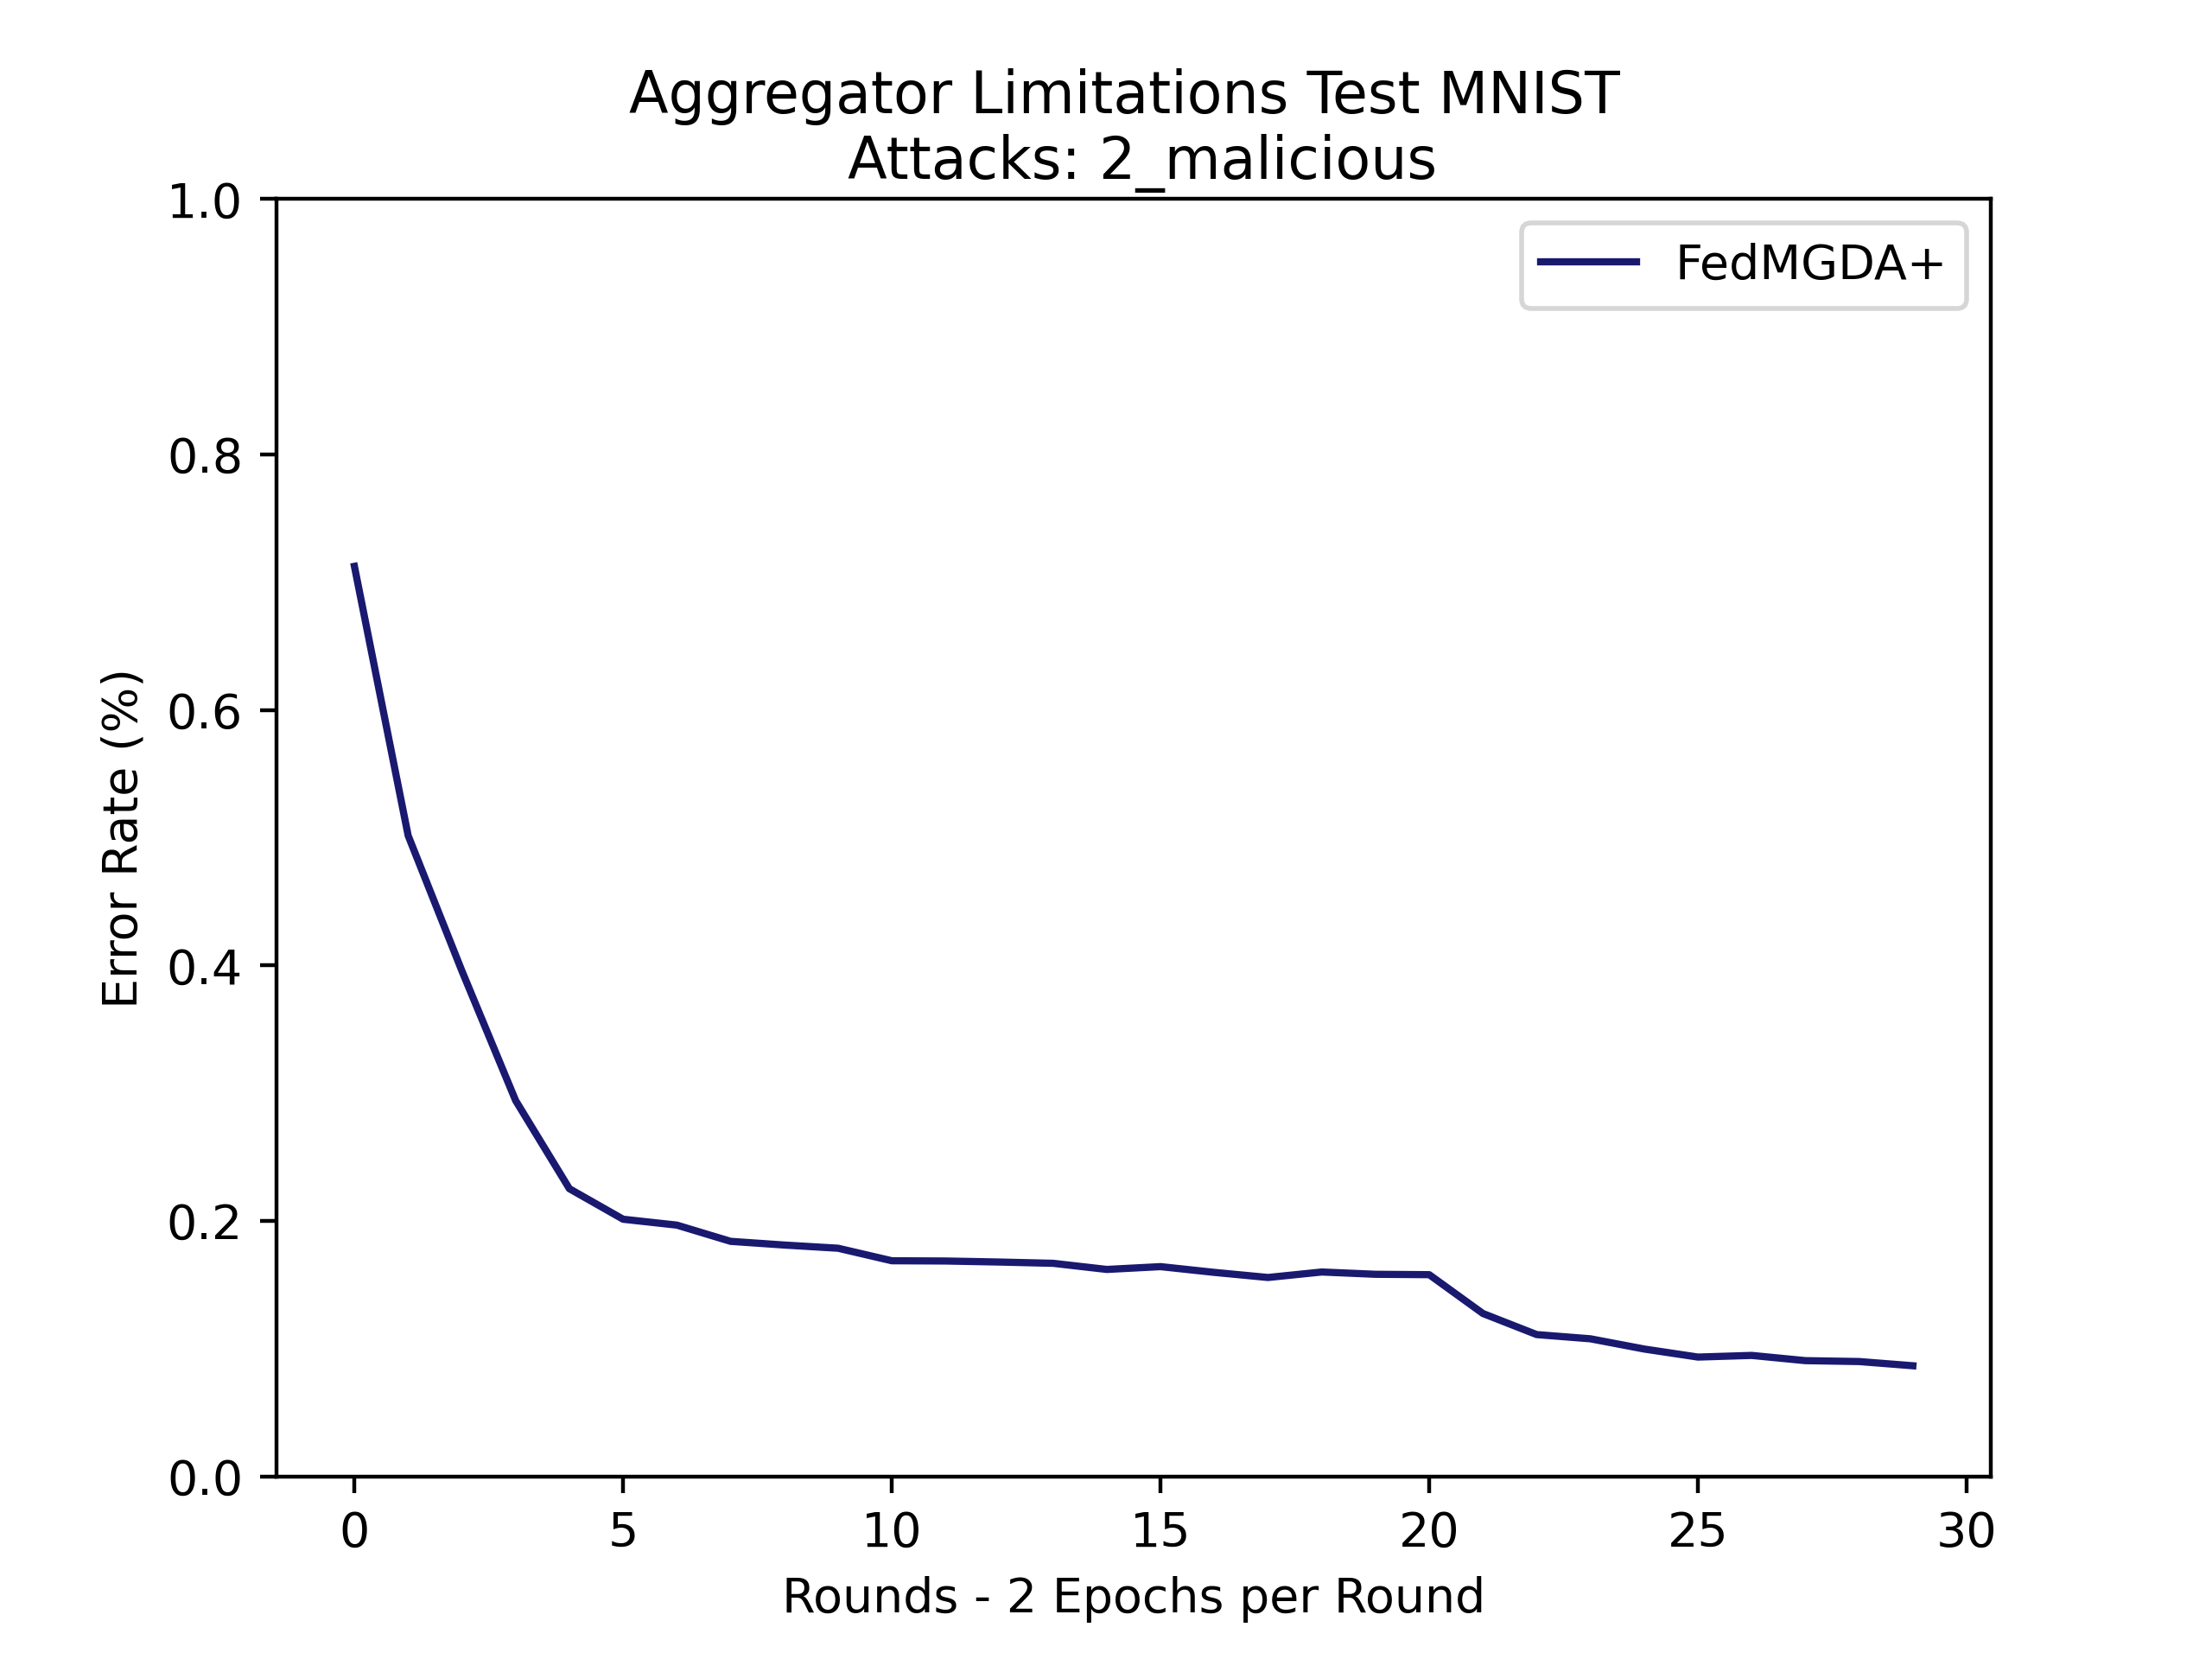 Aggregator Limitations Test MNIST
Attacks: 2_malicious
FedMGDA+
Error Rate (%)
1.0
0.8
0.6
0.4
0.2
0.0
0 5 10 15 20 25 30
Rounds - 2 Epochs per Round